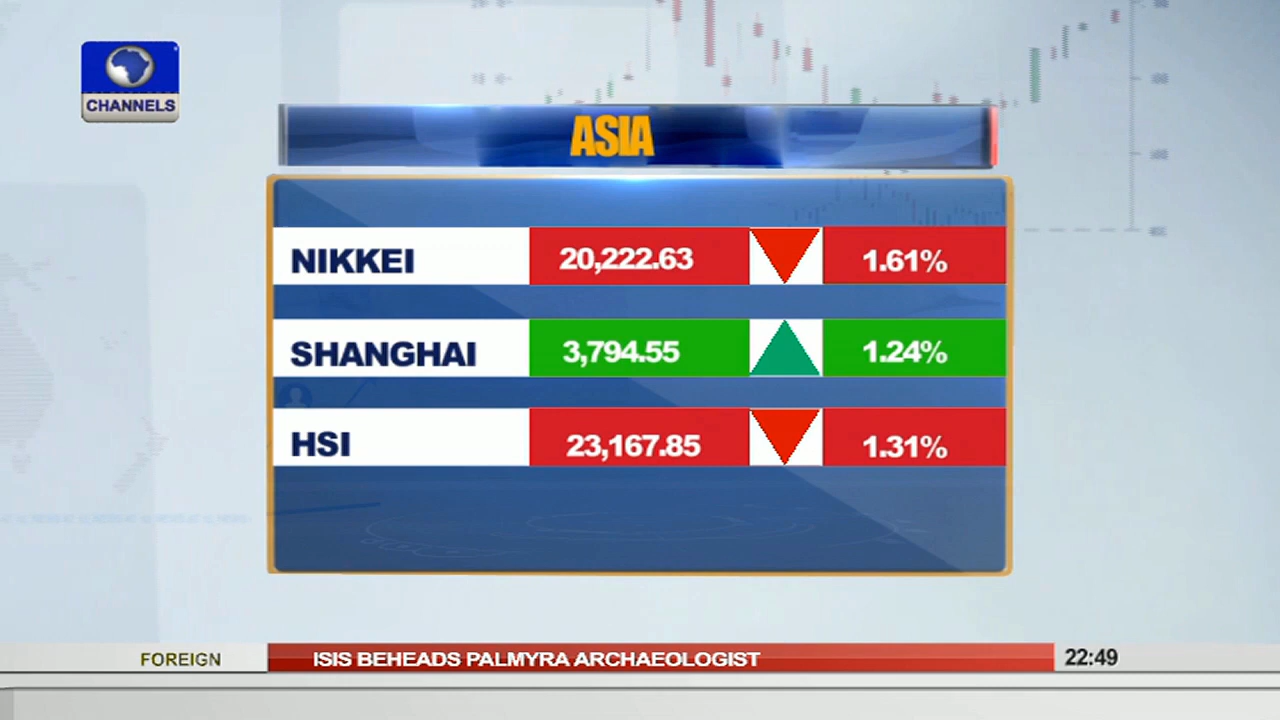 CHANNELS
ASIA
NIKKEI 20,222.63 1.61%
SHANGHAI 3,794.55 1.24%
HSI 23,167.85 1.31%
FOREIGN ISIS BEHEADS PALMYRA ARCHAEOLOGIST 22:49